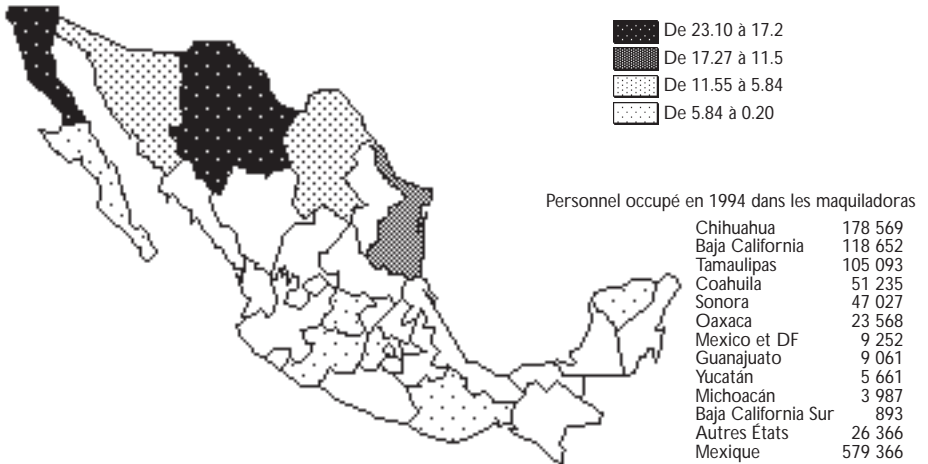 De 23.10 à 17.2
De 17.27 à 11.5
De 11.55 à 5.84
De 5.84 à 0.20
Personnel occupé en 1994 dans les maquiladoras
Chihuahua 178 569
Baja California 118 652
Tamaulipas 105 093
Coahuila 51 235
Sonora 47 027
Oaxaca 23 568
Mexico et DF 9 252
Guanajuato 9 061
Yucatán 5 661
Michoacán 3 987
Baja California Sur 893
Autres États 26 366
Mexique 579 366